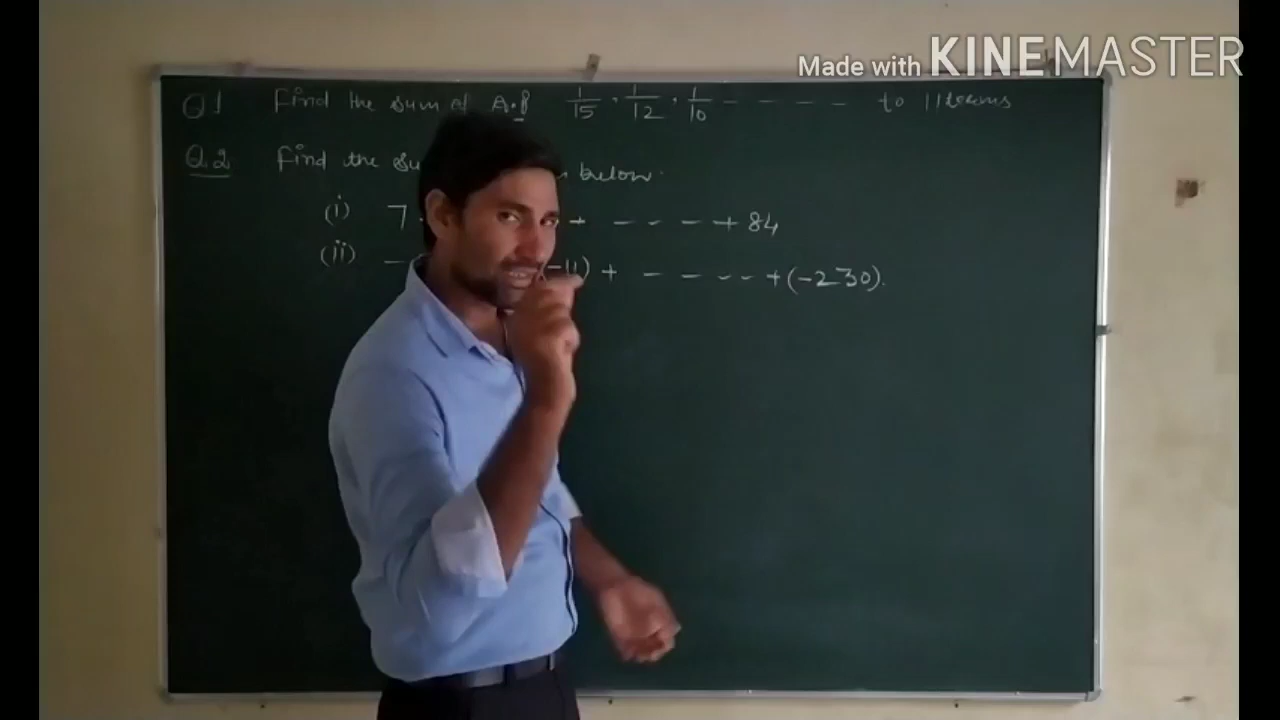 Made with KINEMASTER
Q1 Find the sum of A.P 1/15, 1/12, 1/10 - - - - - to 11 terms
Q.2 Find the below.
(i) 7 + - - - - + 84
(ii) (-11) + - - - - + (-230).